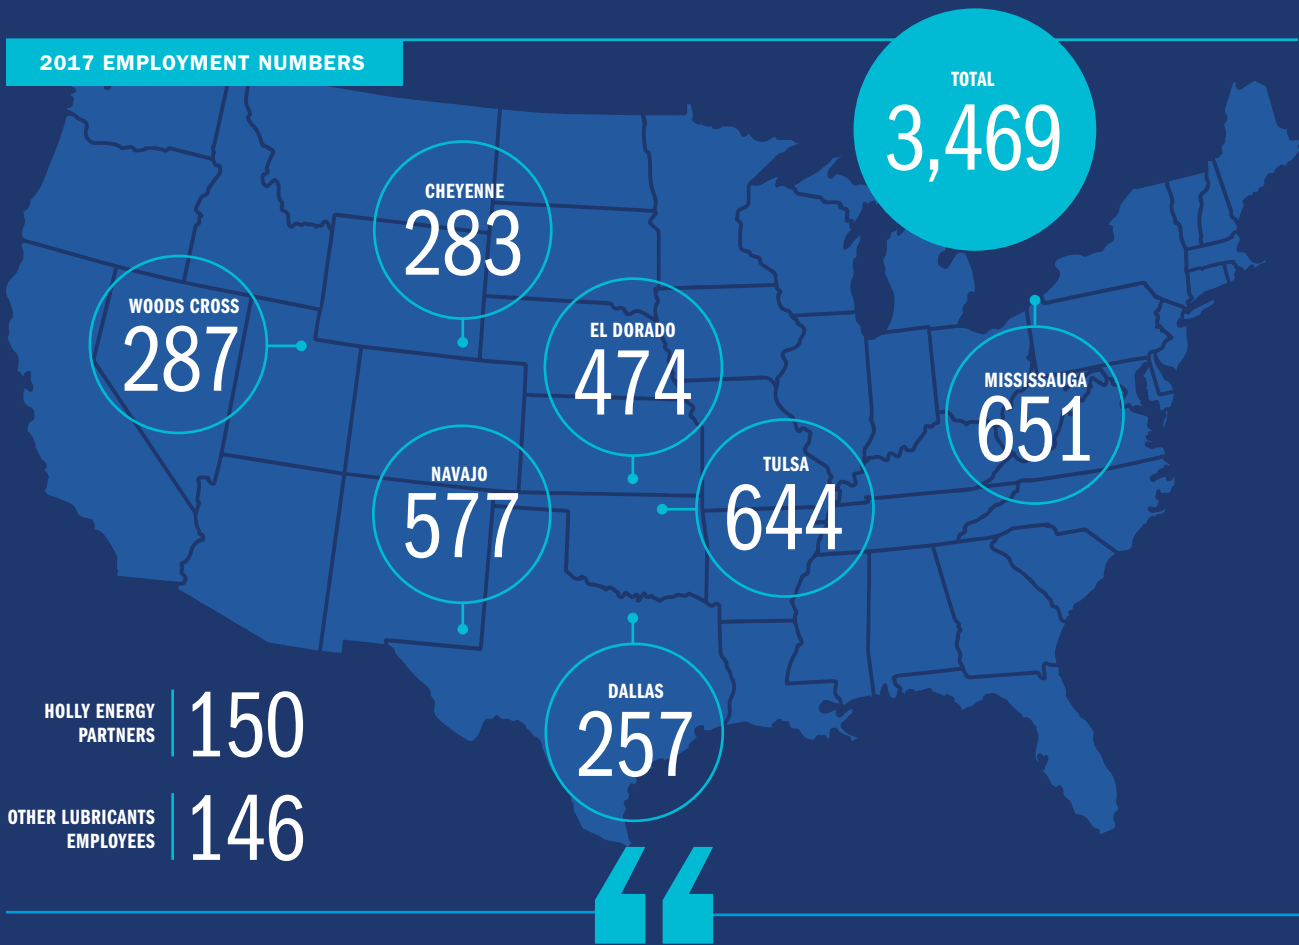 2017 EMPLOYMENT NUMBERS
TOTAL
3,469
CHEYENNE
283
WOODS CROSS
287
EL DORADO
474
MISSISSAUGA
651
NAVAJO
577
TULSA
644
DALLAS
257
HOLLY ENERGY
PARTNERS
150
OTHER LUBRICANTS
EMPLOYEES
146
“